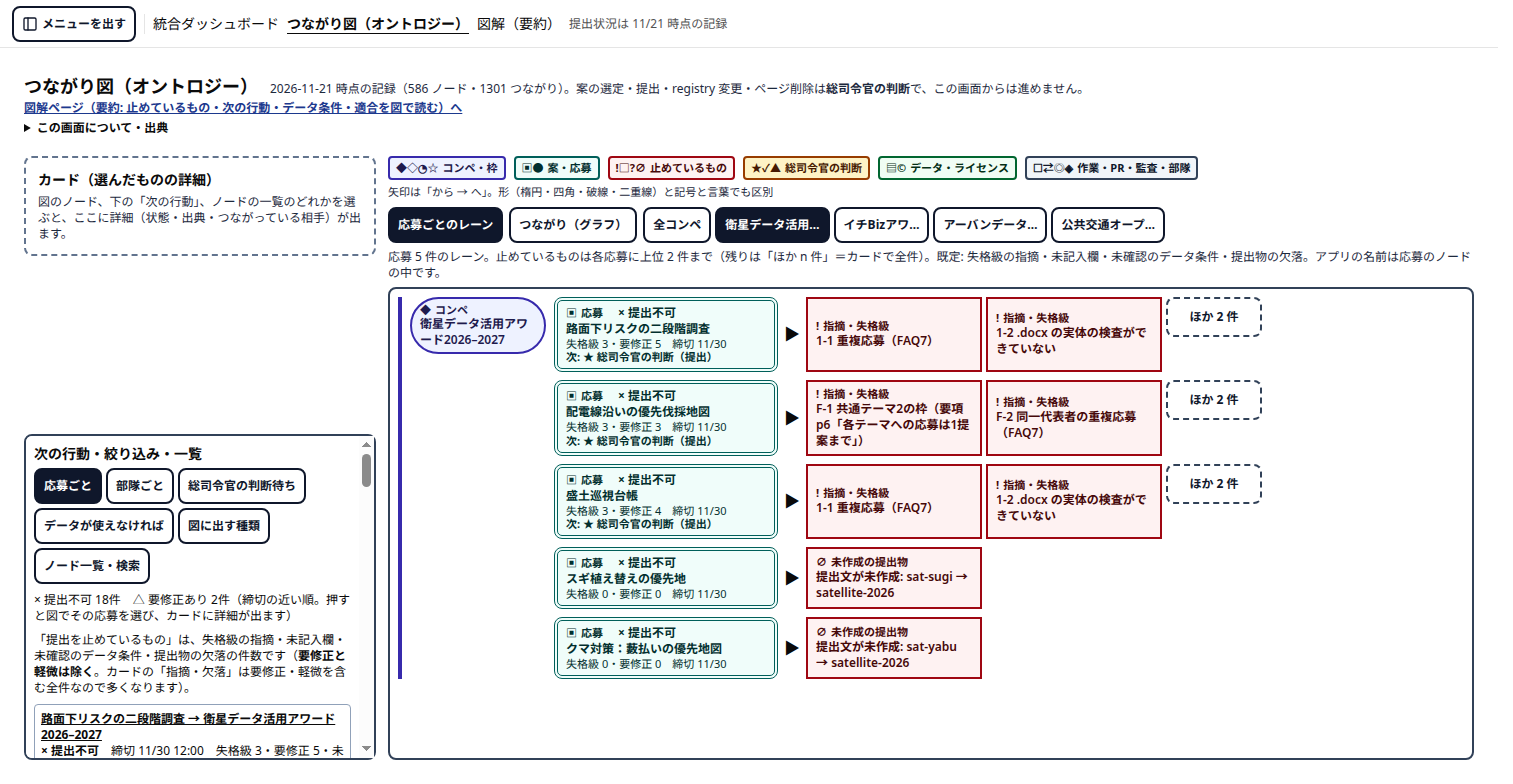 メニューを出す 統合ダッシュボード つながり図（オントロジー） 図解（要約） 提出状況は 11/21 時点の記録
つながり図（オントロジー） 2026-11-21 時点の記録（586 ノード・1301 つながり）。案の選定・提出・registry 変更・ページ削除は総司令官の判断で、この画面からは進めません。
図解ページ（要約: 止めているもの・次の行動・データ条件・適合を図で読む）へ
▶ この画面について・出典
カード（選んだものの詳細）
図のノード、下の「次の行動」、ノードの一覧のどれかを選
ぶと、ここに詳細（状態・出典・つながっている相手）が出
ます。
次の行動・絞り込み・一覧
応募ごと 部隊ごと 総司令官の判断待ち
データが使えなければ 図に出す種類
ノード一覧・検索
× 提出不可 18件 △ 要修正あり 2件（締切の近い順。押す
と図でその応募を選び、カードに詳細が出ます）
「提出を止めているもの」は、失格級の指摘・未記入欄・
未確認のデータ条件・提出物の欠落の件数です（要修正と
軽微は除く。カードの「指摘・欠落」は要修正・軽微を含
む全件なので多くなります）。
路面下リスクの二段階調査 → 衛星データ活用アワード
2026–2027
× 提出不可 締切 11/30 12:00 失格級 3・要修正 5・未
◆◇◔☆ コンペ・枠 ▣● 案・応募 !□?⊘ 止めているもの ★✓▲ 総司令官の判断 ▤© データ・ライセンス ☐⇄◎◈ 作業・PR・監査・部隊
矢印は「から → へ」。形（楕円・四角・破線・二重線）と記号と言葉でも区別
応募ごとのレーン つながり（グラフ） 全コンペ 衛星データ活用… イチBizアワ… アーバンデータ… 公共交通オープ…
応募 5 件のレーン。止めているものは各応募に上位 2 件まで（残りは「ほか n 件」＝カードで全件）。既定: 失格級の指摘・未記入欄・未確認のデータ条件・提出物の欠落。アプリの名前は応募のノード
の中です。
◆ コンペ
衛星データ活用アワ
ード2026–2027
▣ 応募 × 提出不可
路面下リスクの二段階調査
失格級 3・要修正 5 締切 11/30
次: ★ 総司令官の判断（提出）
▶
! 指摘・失格級
1-1 重複応募（FAQ7）
! 指摘・失格級
1-2 .docx の実体の検査がで
きていない
ほか 2 件
▣ 応募 × 提出不可
配電線沿いの優先伐採地図
失格級 3・要修正 3 締切 11/30
次: ★ 総司令官の判断（提出）
▶
! 指摘・失格級
F-1 共通テーマ2の枠（要項
p6「各テーマへの応募は1提
案まで」）
! 指摘・失格級
F-2 同一代表者の重複応募
（FAQ7）
ほか 2 件
▣ 応募 × 提出不可
盛土巡視台帳
失格級 3・要修正 4 締切 11/30
次: ★ 総司令官の判断（提出）
▶
! 指摘・失格級
1-1 重複応募（FAQ7）
! 指摘・失格級
1-2 .docx の実体の検査がで
きていない
ほか 2 件
▣ 応募 × 提出不可
スギ植え替えの優先地
失格級 0・要修正 0 締切 11/30
▶
⊘ 未作成の提出物
提出文が未作成: sat-sugi →
satellite-2026
▣ 応募 × 提出不可
クマ対策：藪払いの優先地図
失格級 0・要修正 0 締切 11/30
▶
⊘ 未作成の提出物
提出文が未作成: sat-yabu
→ satellite-2026